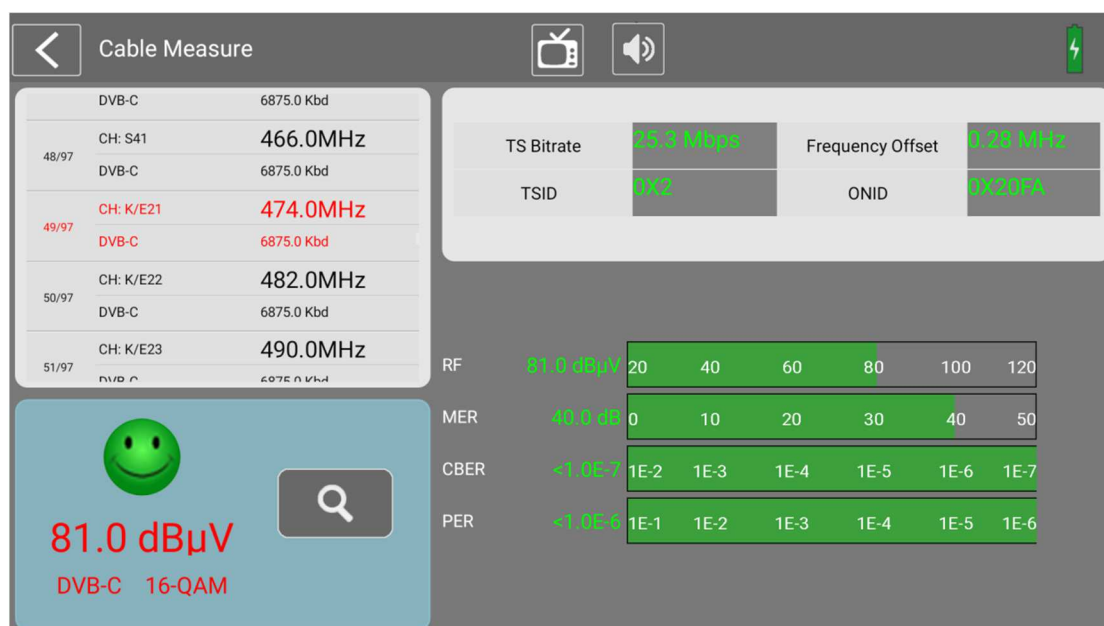 Cable Measure
DVB-C 6875.0 Kbd
48/97
CH: S41 466.0MHz
DVB-C 6875.0 Kbd
49/97
CH: K/E21 474.0MHz
DVB-C 6875.0 Kbd
50/97
CH: K/E22 482.0MHz
DVB-C 6875.0 Kbd
51/97
CH: K/E23 490.0MHz
DVB-C 6875.0 Kbd
81.0 dBµV
DVB-C 16-QAM
TS Bitrate 25.3 Mbps Frequency Offset 0.28 MHz
TSID 0X2 ONID 0X20FA
RF 81.0 dBµV 20 40 60 80 100 120
MER 40.0 dB 0 10 20 30 40 50
CBER <1.0E-7 1E-2 1E-3 1E-4 1E-5 1E-6 1E-7
PER <1.0E-6 1E-1 1E-2 1E-3 1E-4 1E-5 1E-6